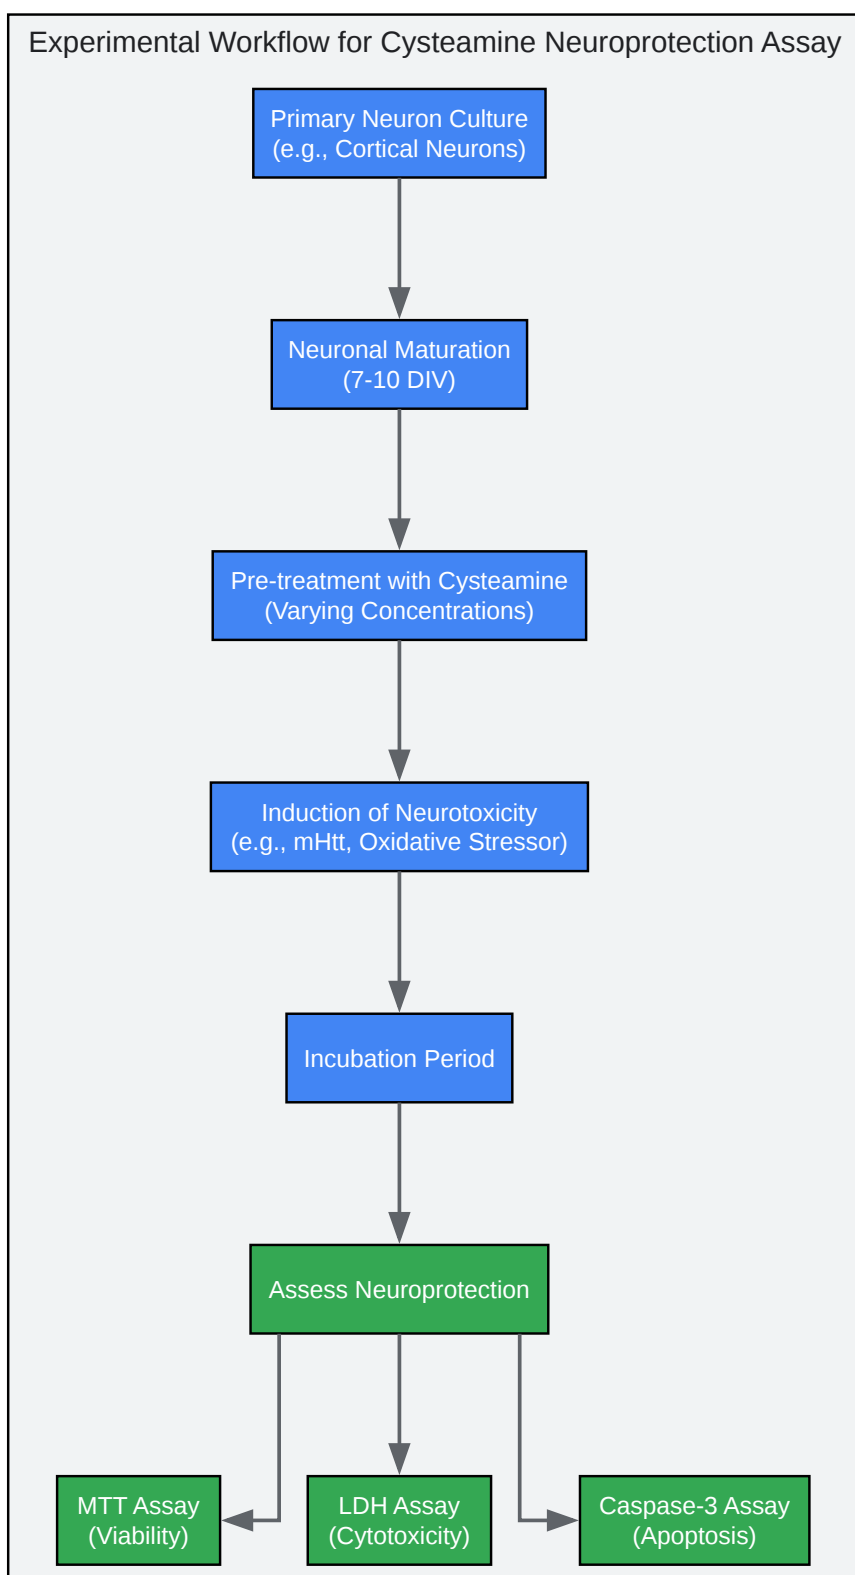 Experimental Workflow for Cysteamine Neuroprotection Assay
Primary Neuron Culture
(e.g., Cortical Neurons)
Neuronal Maturation
(7-10 DIV)
Pre-treatment with Cysteamine
(Varying Concentrations)
Induction of Neurotoxicity
(e.g., mHtt, Oxidative Stressor)
Incubation Period
Assess Neuroprotection
MTT Assay
(Viability)
LDH Assay
(Cytotoxicity)
Caspase-3 Assay
(Apoptosis)